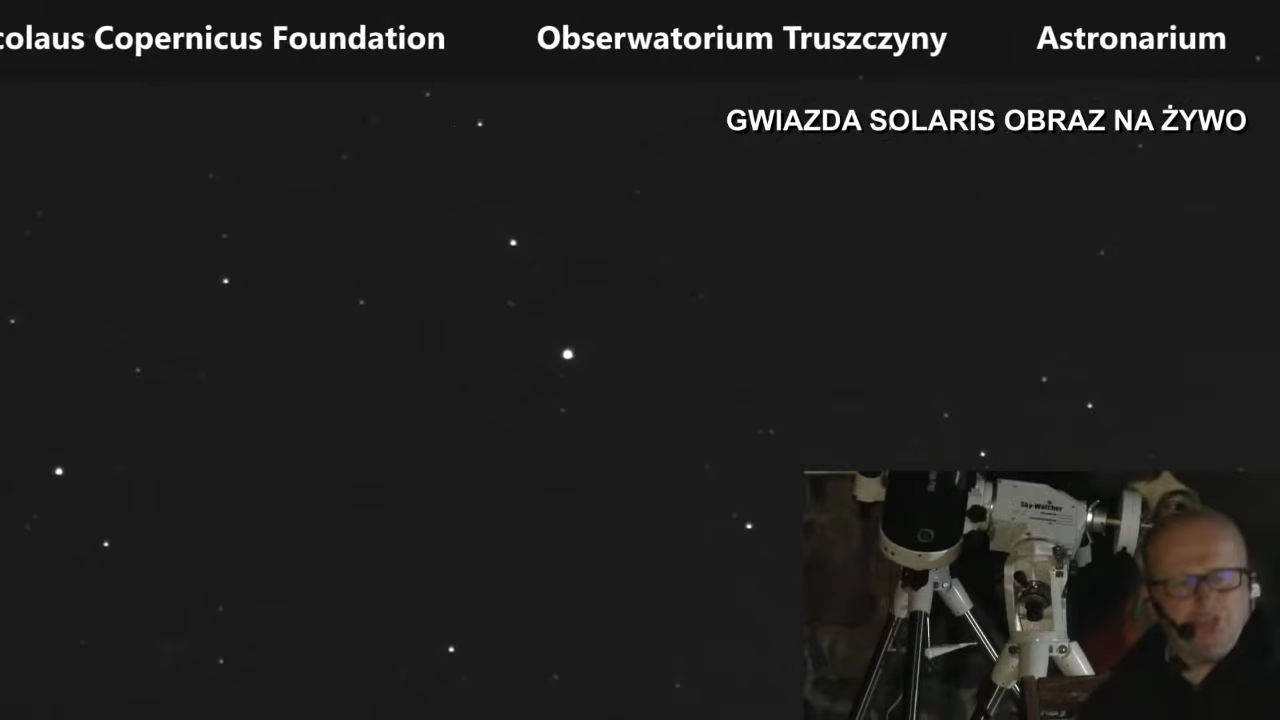 colaus Copernicus Foundation Obserwatorium Truszczyny Astronarium
GWIAZDA SOLARIS OBRAZ NA ŻYWO
Sky-Watcher